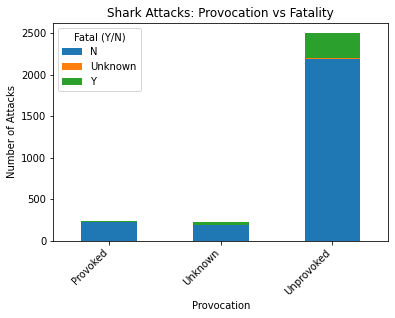 Shark Attacks: Provocation vs Fatality
Fatal (Y/N)
N
Unknown
Y
Number of Attacks
2500
2000
1500
1000
500
0
Provoked
Unknown
Unprovoked
Provocation